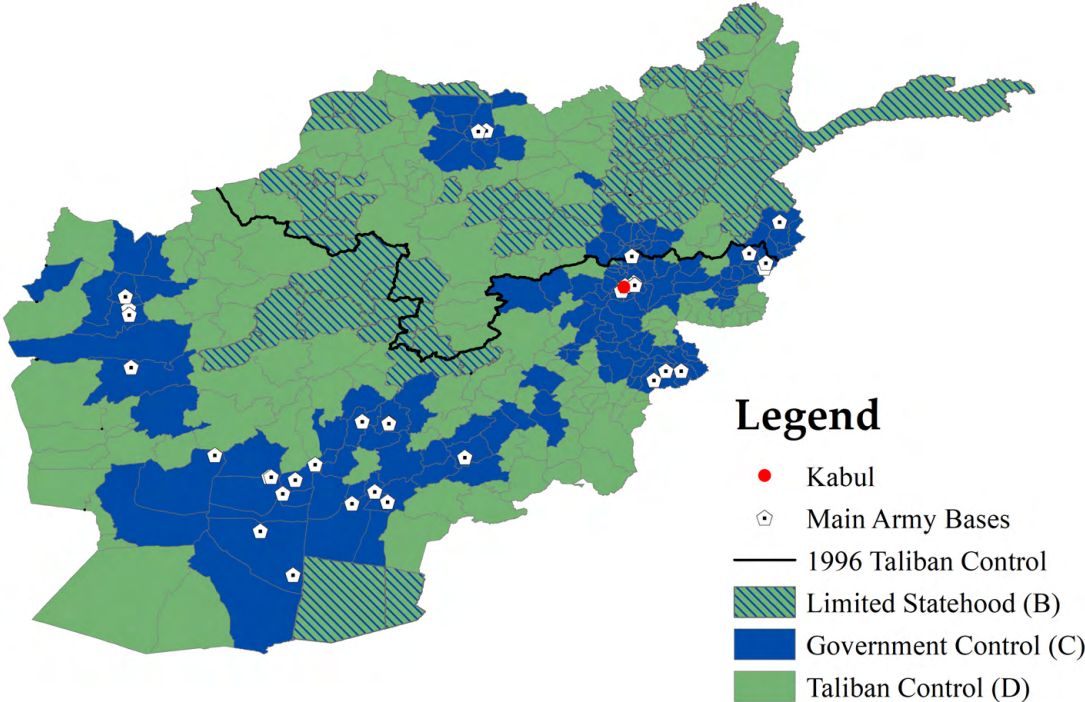 Legend
Kabul
Main Army Bases
1996 Taliban Control
Limited Statehood (B)
Government Control (C)
Taliban Control (D)